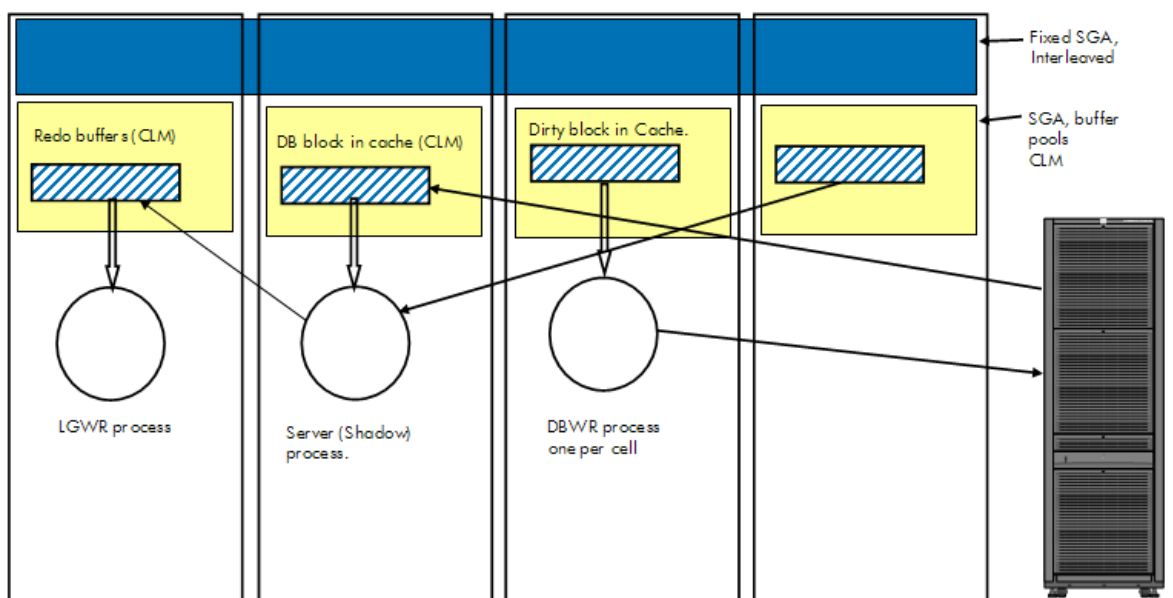 Fixed SGA,
Interleaved
Redo buffers (CLM)
DB block in cache (CLM)
Dirty block in Cache.
SGA, buffer
pools
CLM
LGWR process
Server (Shadow)
process.
DBWR process
one per cell